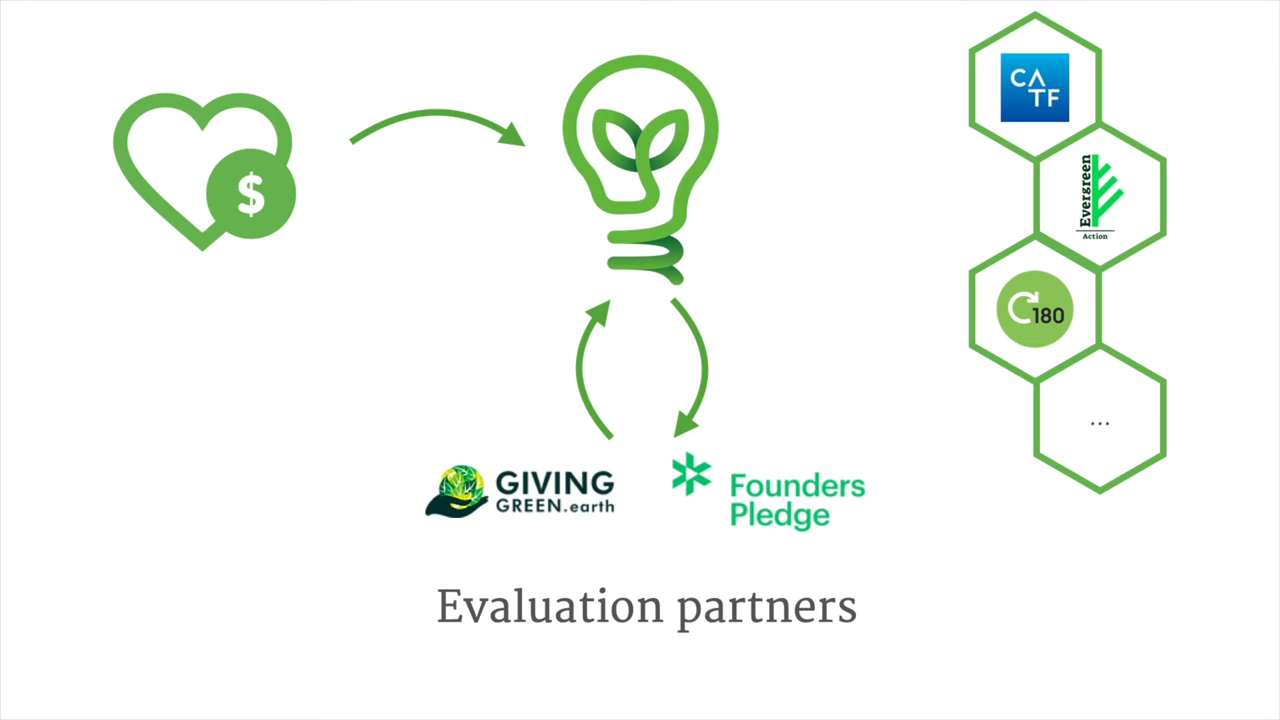 $
CA
TF
Evergreen
Action
180
...
GIVING
GREEN.earth
Founders
Pledge
Evaluation partners